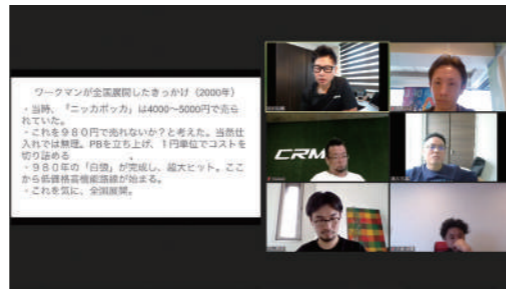 ワークマンが全国展開したきっかけ（2000年）
・当時、「ニッカボッカ」は4000〜5000円で売ら
れていた。
・これを９８０円で売れないか？と考えた。当然仕
入れでは無理。PBを立ち上げ、１円単位でコストを
切り詰める　　　　　　。
・９８０年の「白狼」が完成し、超大ヒット。ここ
から低価格高機能路線が始まる。
・これを気に、全国展開。
CRM